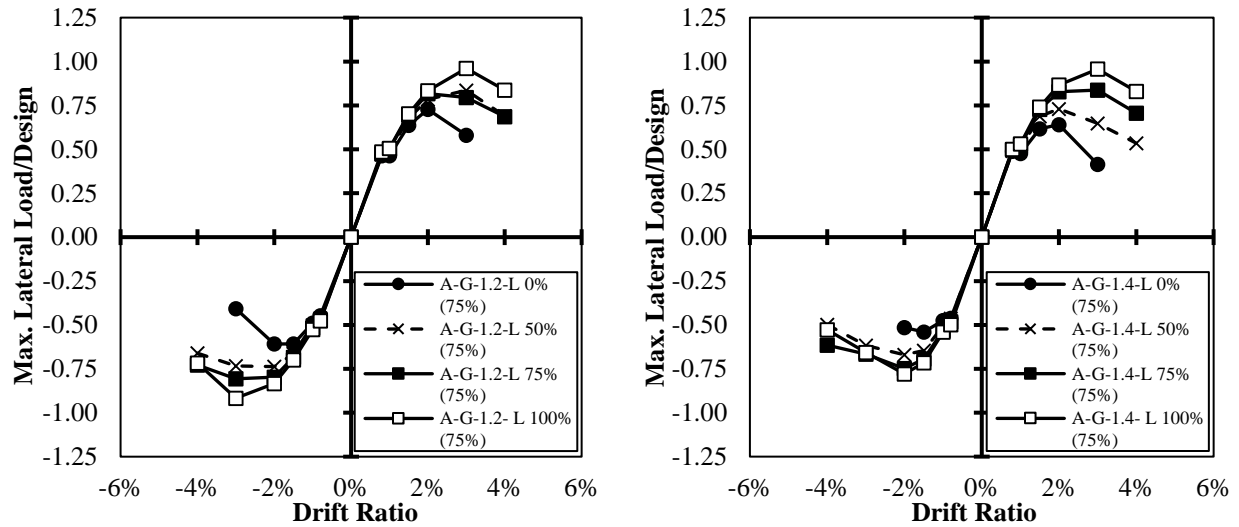 Max. Lateral Load/Design
1.25
1.00
0.75
0.50
0.25
0.00
-0.25
-0.50
-0.75
-1.00
-1.25
-6% -4% -2% 0% 2% 4% 6%
Drift Ratio
A-G-1.2-L 0%
(75%)
A-G-1.2-L 50%
(75%)
A-G-1.2-L 75%
(75%)
A-G-1.2- L 100%
(75%)
Max. Lateral Load/Design
1.25
1.00
0.75
0.50
0.25
0.00
-0.25
-0.50
-0.75
-1.00
-1.25
-6% -4% -2% 0% 2% 4% 6%
Drift Ratio
A-G-1.4-L 0%
(75%)
A-G-1.4-L 50%
(75%)
A-G-1.4-L 75%
(75%)
A-G-1.4- L 100%
(75%)